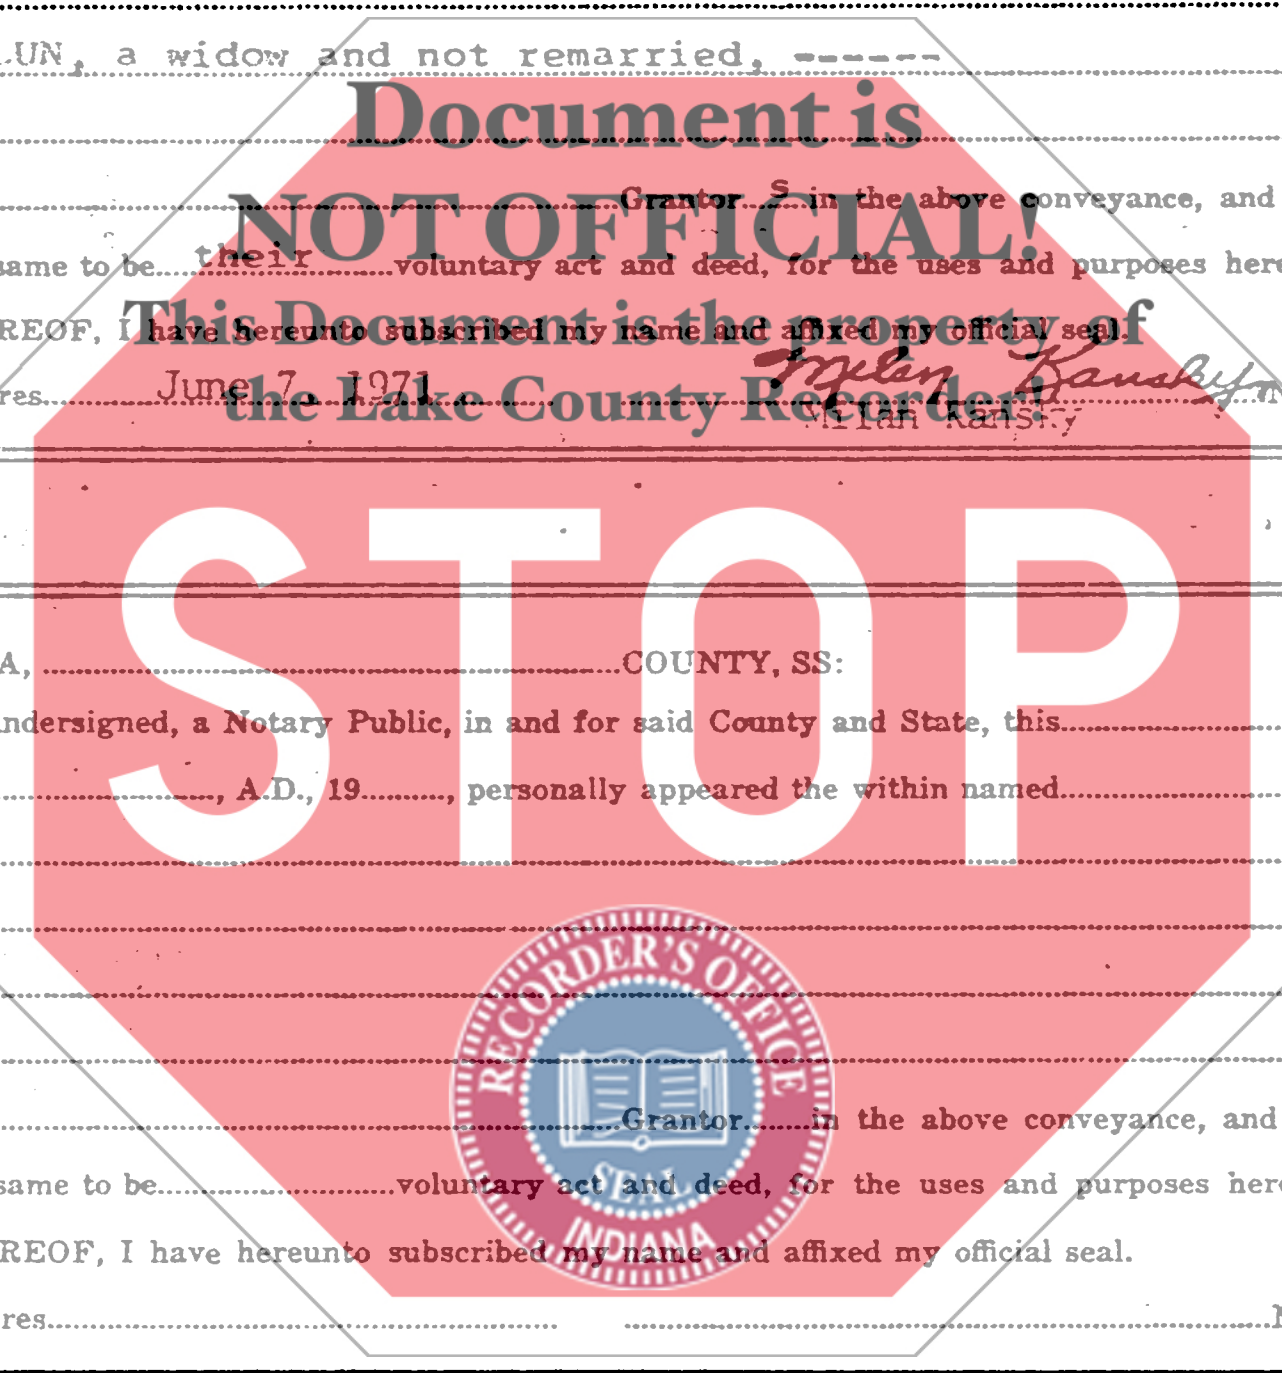 LUN, a widow and not remarried, ------
Document is
Grantor s in the above conveyance, and
NOT OFFICIAL!
same to be their voluntary act and deed, for the uses and purposes here
This Document is the property of
REOF, I have hereunto subscribed my name and affixed my official seal.
res June 7, 1971
Milan Kansky
the Lake County Recorder!
Milan Kansky
STOP
A, COUNTY, SS:
ndersigned, a Notary Public, in and for said County and State, this
, A.D., 19 , personally appeared the within named
RECORDER'S OFFICE
Grantor in the above conveyance, and
SEAL
same to be voluntary act and deed, for the uses and purposes here
INDIANA
REOF, I have hereunto subscribed my name and affixed my official seal.
res